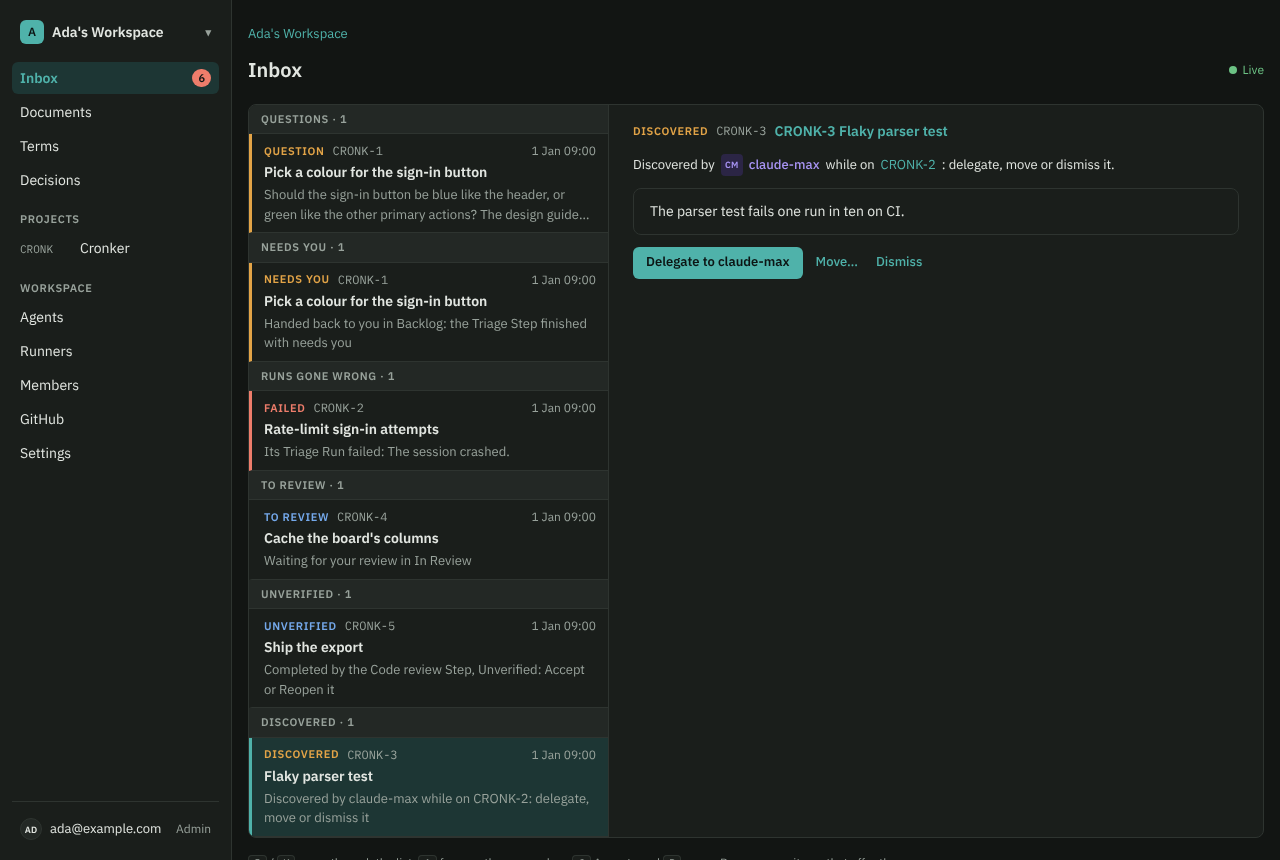 A Ada's Workspace ▾
Inbox 6
Documents
Terms
Decisions
PROJECTS
CRONK Cronker
WORKSPACE
Agents
Runners
Members
GitHub
Settings
AD ada@example.com Admin
Ada's Workspace
Inbox
Live
QUESTIONS · 1
QUESTION CRONK-1 1 Jan 09:00
Pick a colour for the sign-in button
Should the sign-in button be blue like the header, or
green like the other primary actions? The design guide…
NEEDS YOU · 1
NEEDS YOU CRONK-1 1 Jan 09:00
Pick a colour for the sign-in button
Handed back to you in Backlog: the Triage Step finished
with needs you
RUNS GONE WRONG · 1
FAILED CRONK-2 1 Jan 09:00
Rate-limit sign-in attempts
Its Triage Run failed: The session crashed.
TO REVIEW · 1
TO REVIEW CRONK-4 1 Jan 09:00
Cache the board's columns
Waiting for your review in In Review
UNVERIFIED · 1
UNVERIFIED CRONK-5 1 Jan 09:00
Ship the export
Completed by the Code review Step, Unverified: Accept
or Reopen it
DISCOVERED · 1
DISCOVERED CRONK-3 1 Jan 09:00
Flaky parser test
Discovered by claude-max while on CRONK-2: delegate,
move or dismiss it
DISCOVERED CRONK-3 CRONK-3 Flaky parser test
Discovered by CM claude-max while on CRONK-2 : delegate, move or dismiss it.
The parser test fails one run in ten on CI.
Delegate to claude-max Move… Dismiss